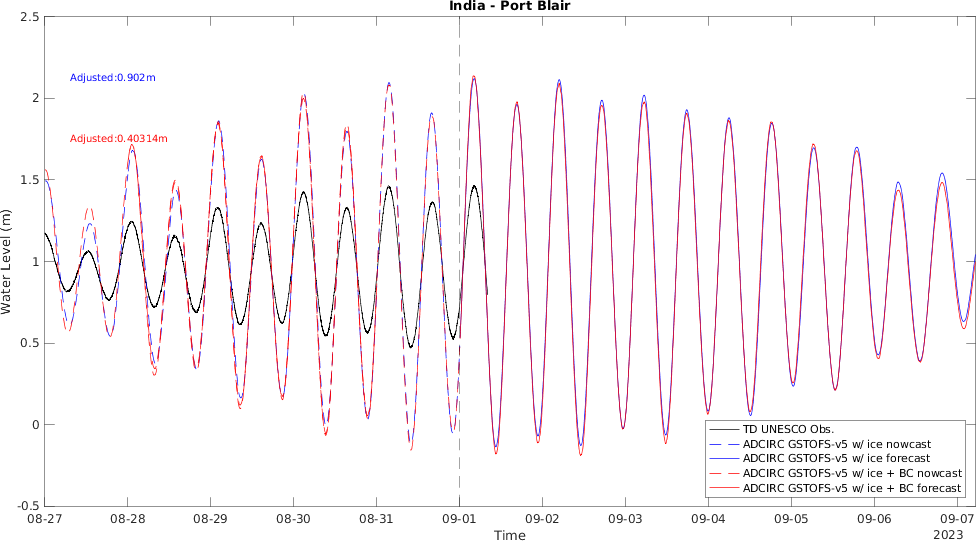 India - Port Blair
2.5
2
1.5
1
0.5
0
-0.5
Water Level (m)
Adjusted:0.902m
Adjusted:0.40314m
TD UNESCO Obs.
ADCIRC GSTOFS-v5 w/ ice nowcast
ADCIRC GSTOFS-v5 w/ ice forecast
ADCIRC GSTOFS-v5 w/ ice + BC nowcast
ADCIRC GSTOFS-v5 w/ ice + BC forecast
08-27 08-28 08-29 08-30 08-31 09-01 09-02 09-03 09-04 09-05 09-06 09-07
Time
2023